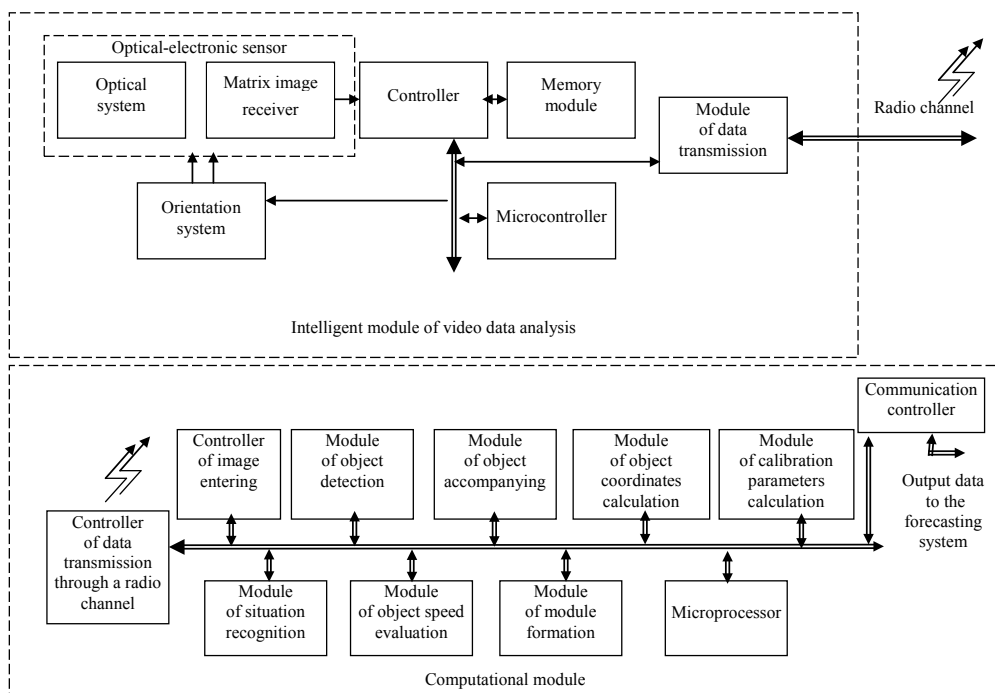 Optical-electronic sensor
Optical
system
Matrix image
receiver
Controller
Memory
module
Module
of data
transmission
Radio channel
Orientation
system
Microcontroller
Intelligent module of video data analysis
Communication
controller
Controller
of image
entering
Module
of object
detection
Module
of object
accompanying
Module
of object
coordinates
calculation
Module
of calibration
parameters
calculation
Output data
to the
forecasting
system
Controller
of data
transmission
through a radio
channel
Module
of situation
recognition
Module
of object speed
evaluation
Module
of module
formation
Microprocessor
Computational module